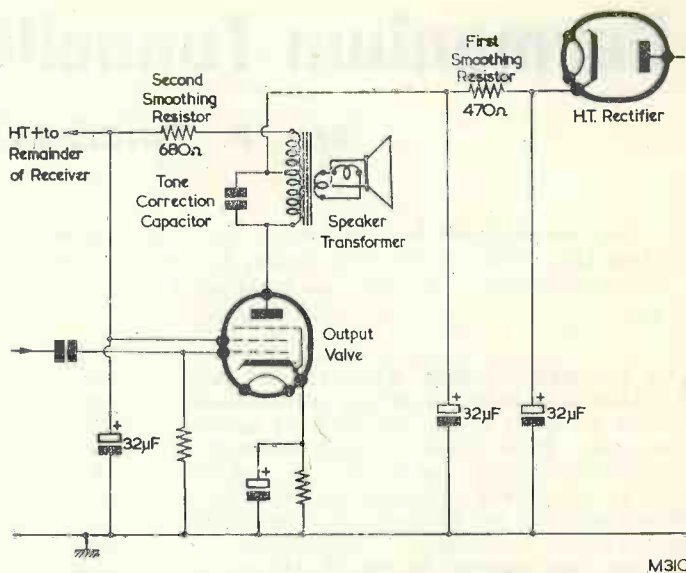 First
Smoothing
Resistor
470Ω
H.T. Rectifier
Second
Smoothing
Resistor
680Ω
HT+to
Remainder
of Receiver
Tone
Correction
Capacitor
Speaker
Transformer
Output
Valve
+
32μF
+
+
32μF
+
32μF